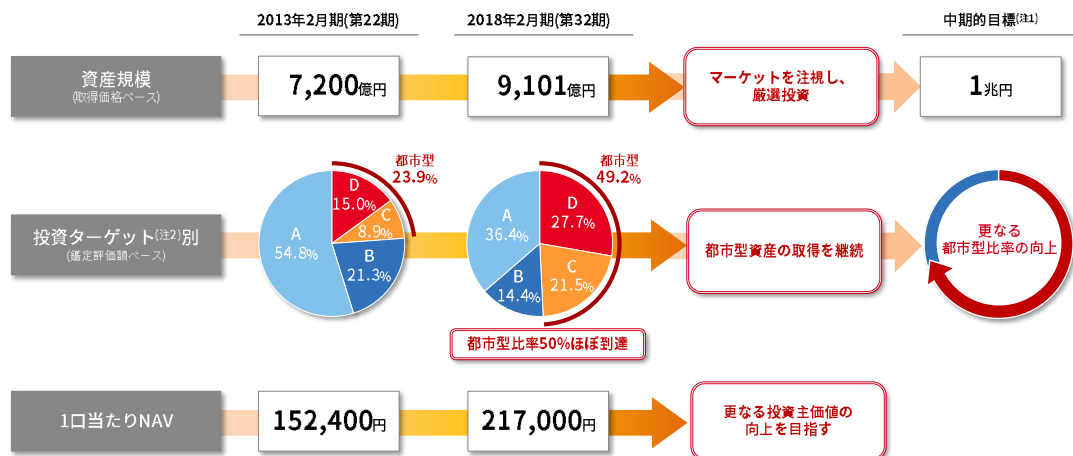 2013年2月期(第22期)
2018年2月期(第32期)
中期的目標(注1)
資産規模
(取得価格ベース)
7,200億円
9,101億円
マーケットを注視し、
厳選投資
1兆円
投資ターゲット(注2)別
(鑑定評価額ベース)
都市型
23.9%
D
15.0%
C
8.9%
A
54.8%
B
21.3%
都市型
49.2%
A
36.4%
D
27.7%
B
14.4%
C
21.5%
都市型比率50%ほぼ到達
都市型資産の取得を継続
更なる
都市型比率の向上
1口当たりNAV
152,400円
217,000円
更なる投資主価値の
向上を目指す